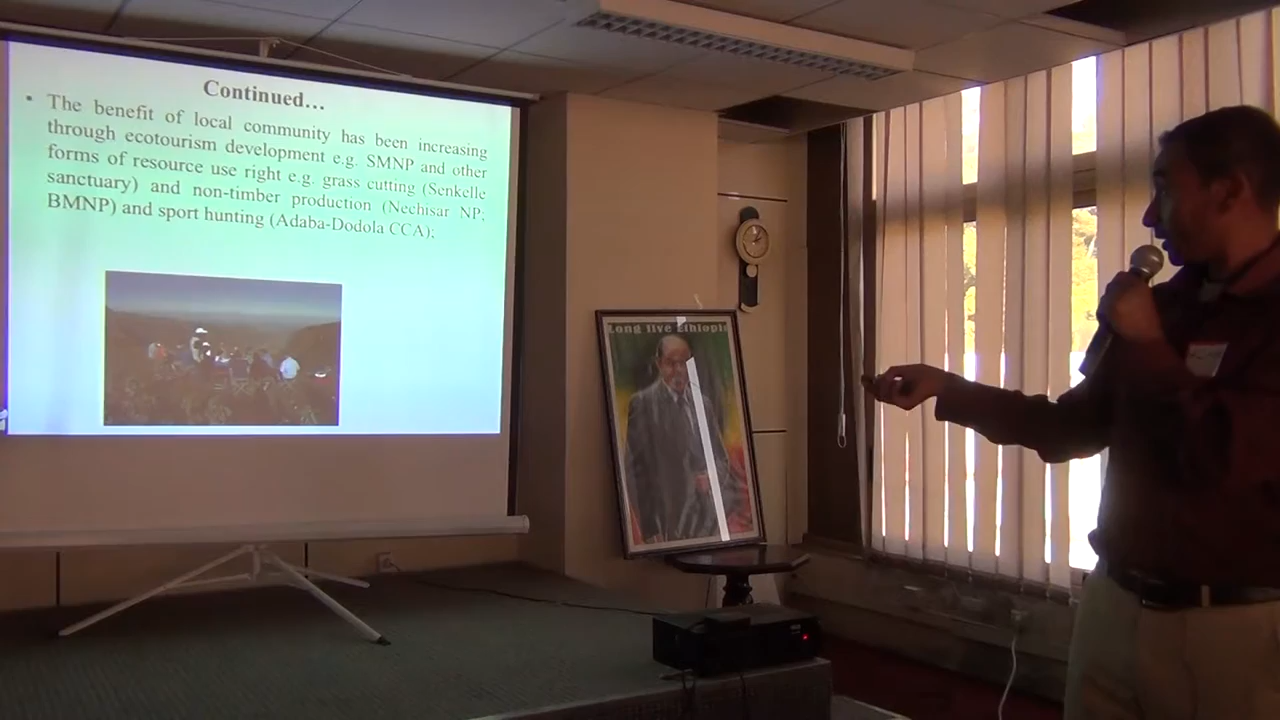 Continued…
• The benefit of local community has been increasing
through ecotourism development e.g. SMNP and other
forms of resource use right e.g. grass cutting (Senkelle
sanctuary) and non-timber production (Nechisar NP;
BMNP) and sport hunting (Adaba-Dodola CCA);
Long live Ethiopia